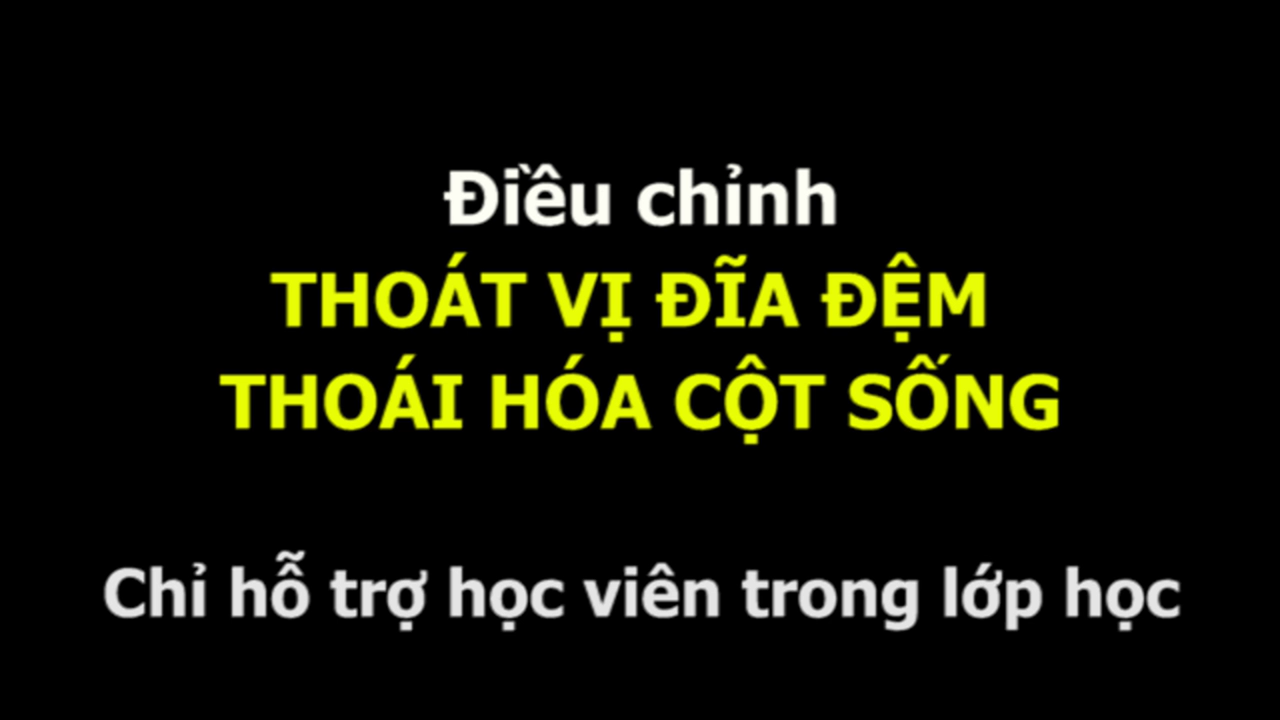 Điều chỉnh
THOÁT VỊ ĐĨA ĐỆM
THOÁI HÓA CỘT SỐNG
Chỉ hỗ trợ học viên trong lớp học